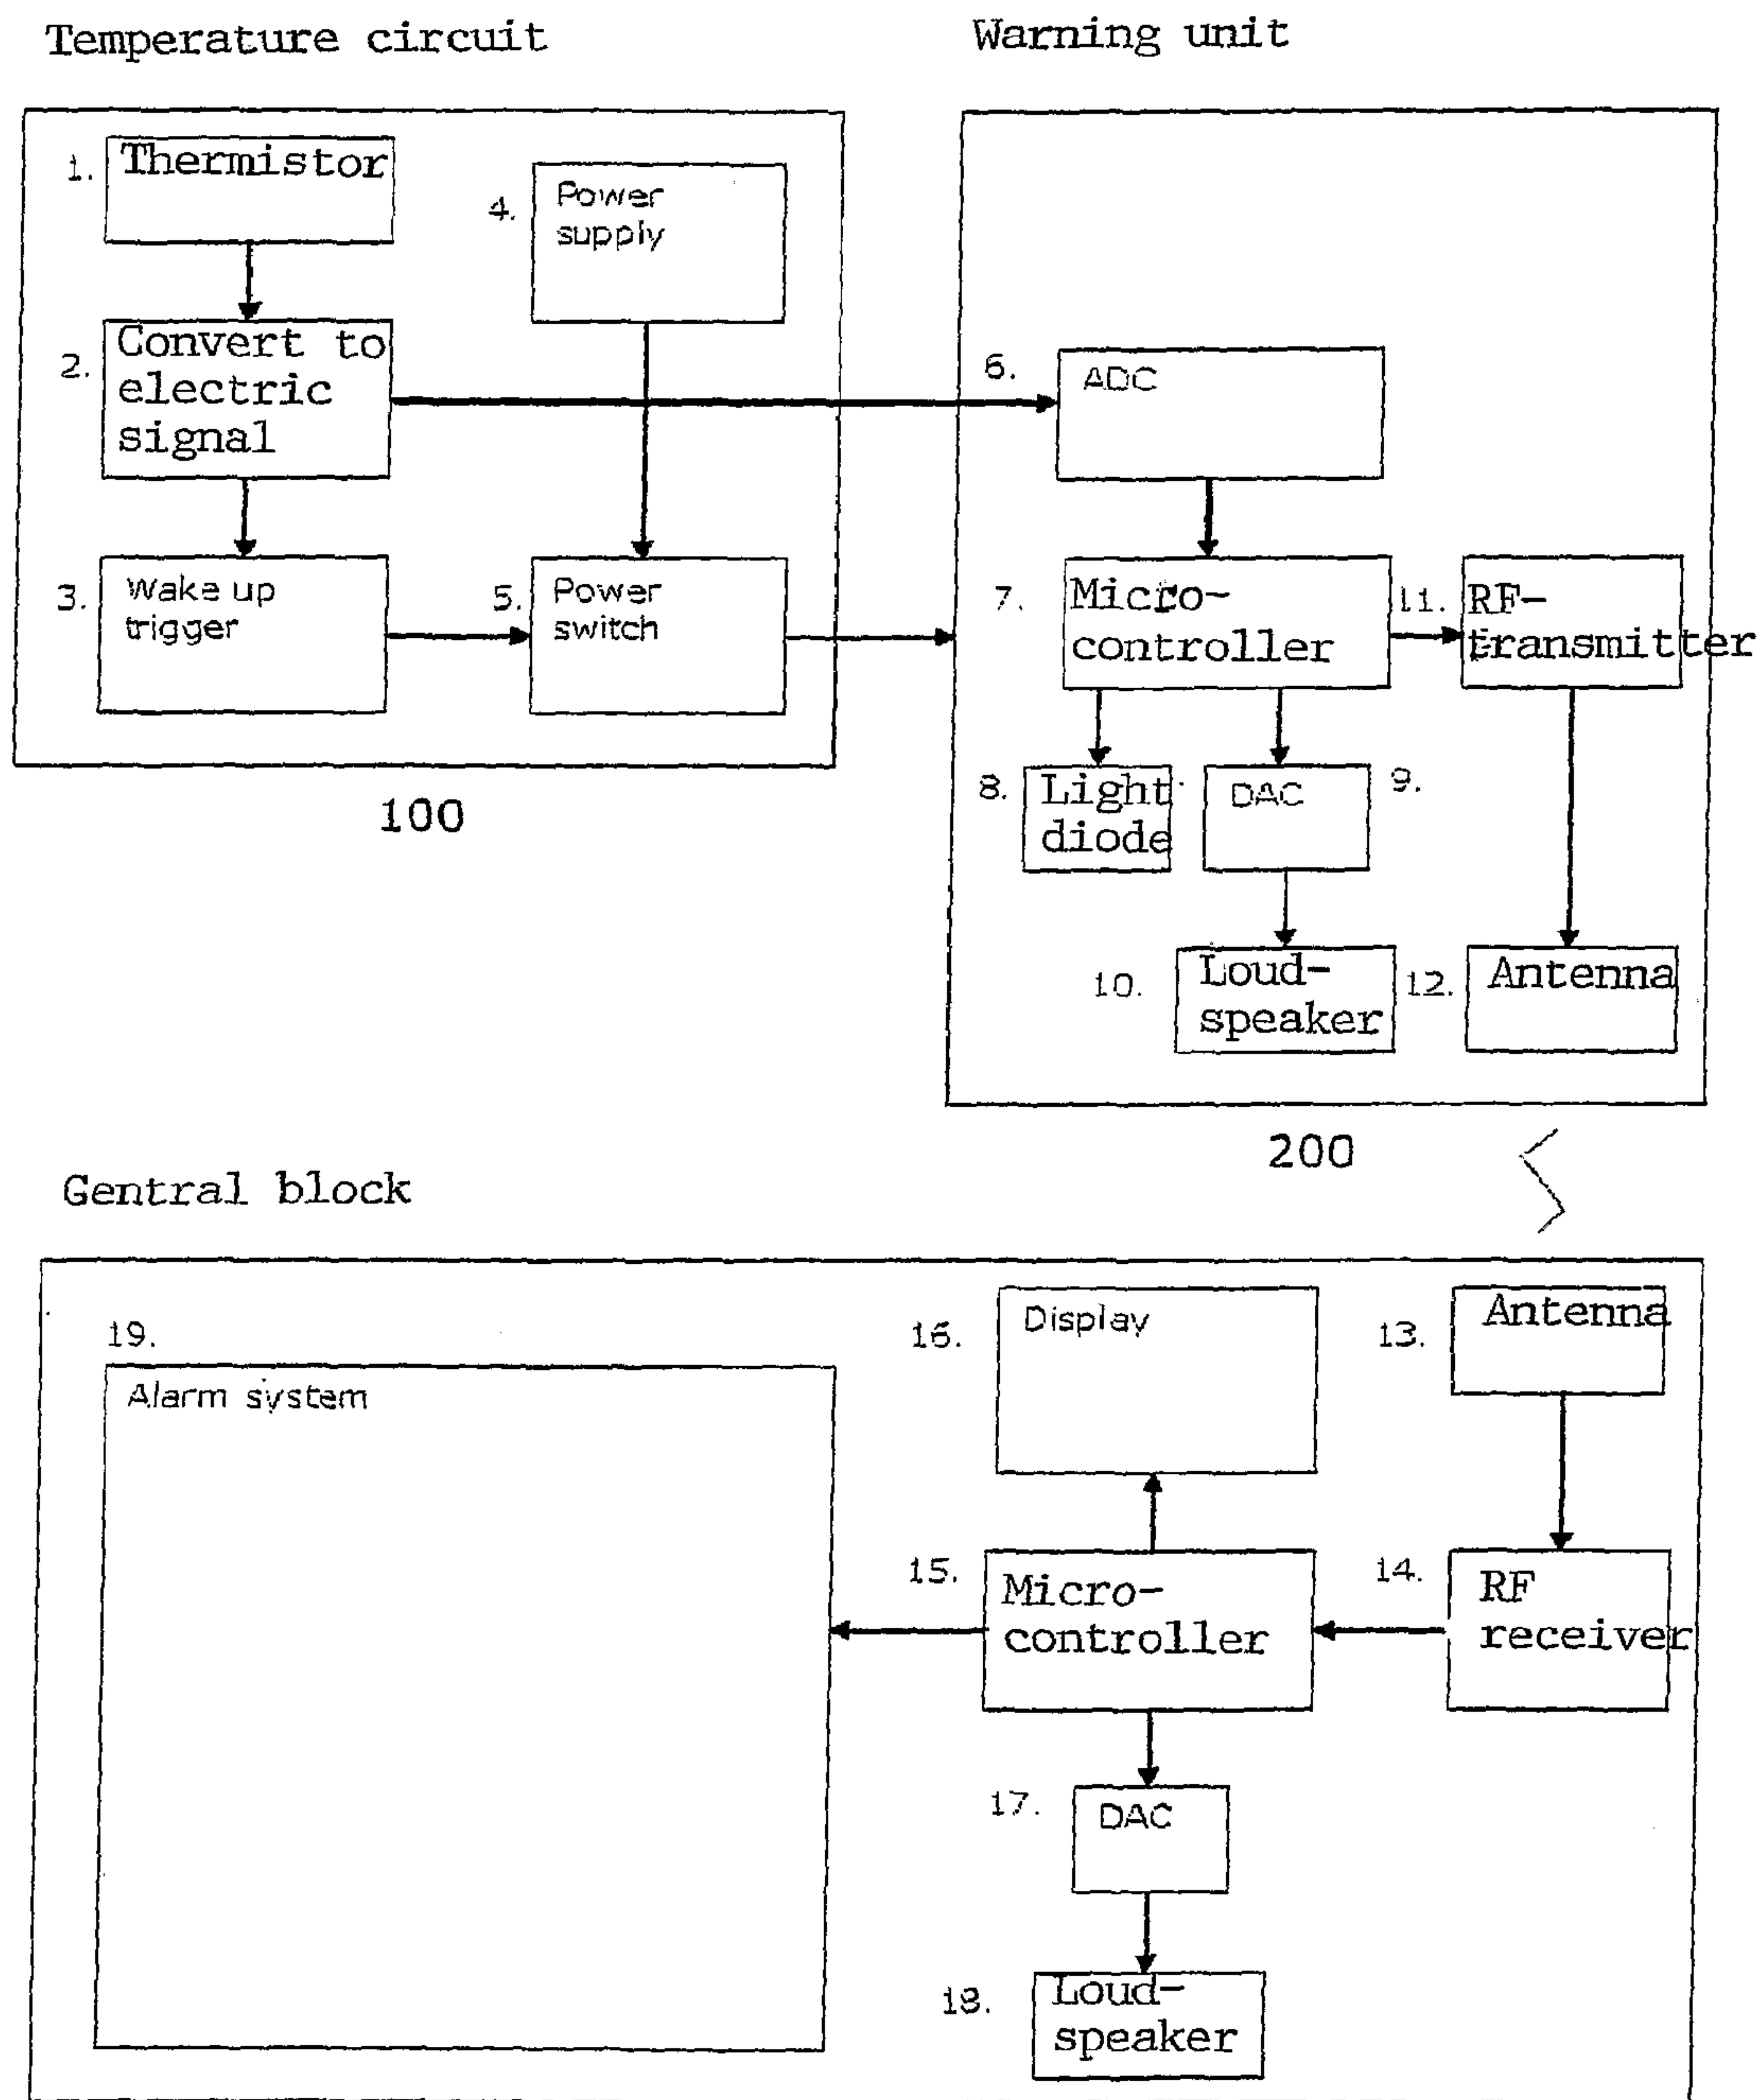 Temperature circuit
Warning unit
1.
Thermistor
4.
Power
supply
2.
Convert to
electric
signal
6.
ADC
3.
Wake up
trigger
5.
Power
switch
7.
Micro-
controller
11.
RF-
transmitter
8.
Light
diode
DAC
9.
10.
Loud-
speaker
12.
Antenna
100
200
Gentral block
19.
Alarm system
16.
Display
13.
Antenna
15.
Micro-
controller
14.
RF
receiver
17.
DAC
18.
Loud-
speaker